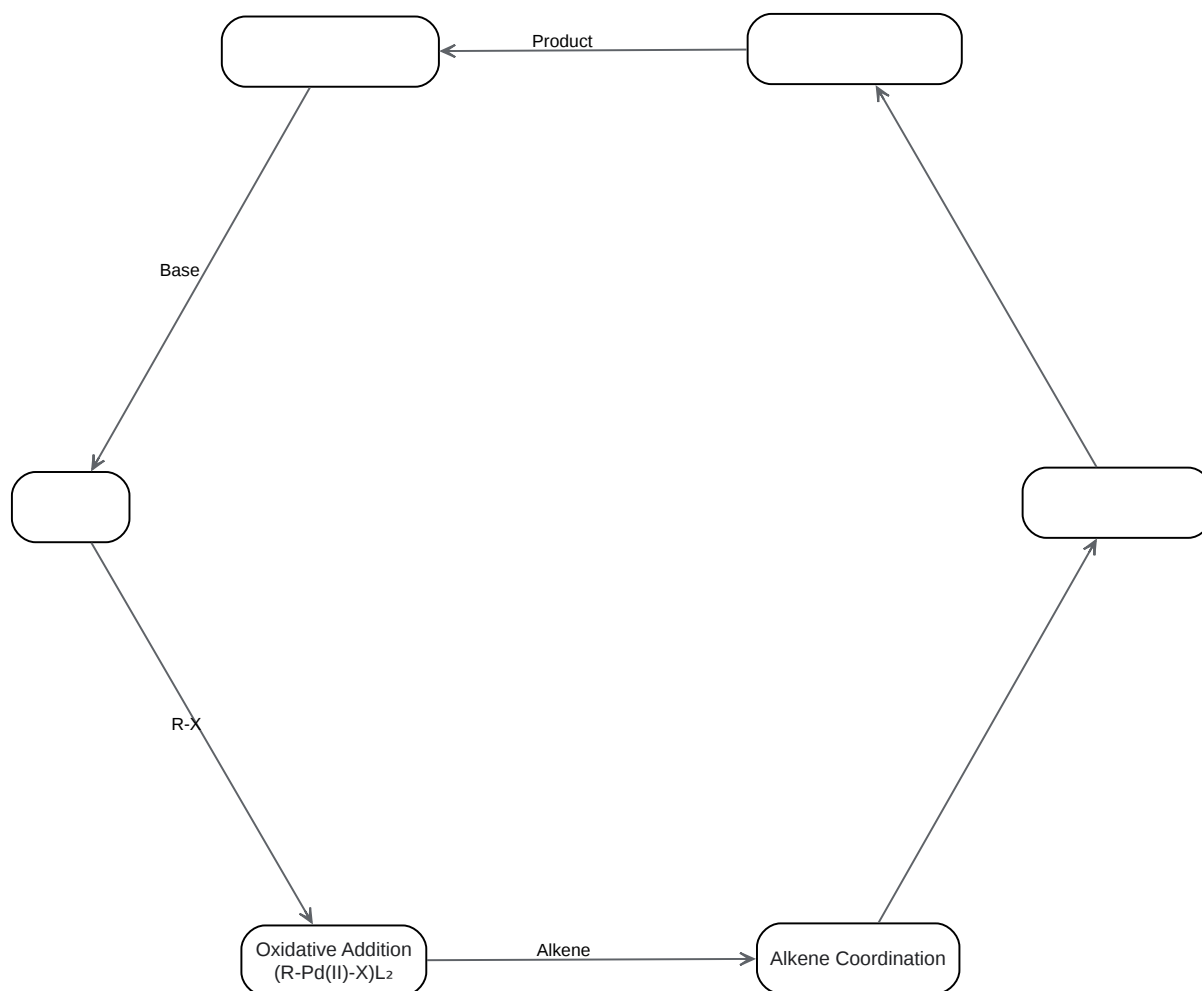 Product
Base
R-X
Oxidative Addition
(R-Pd(II)-X)L₂
Alkene
Alkene Coordination